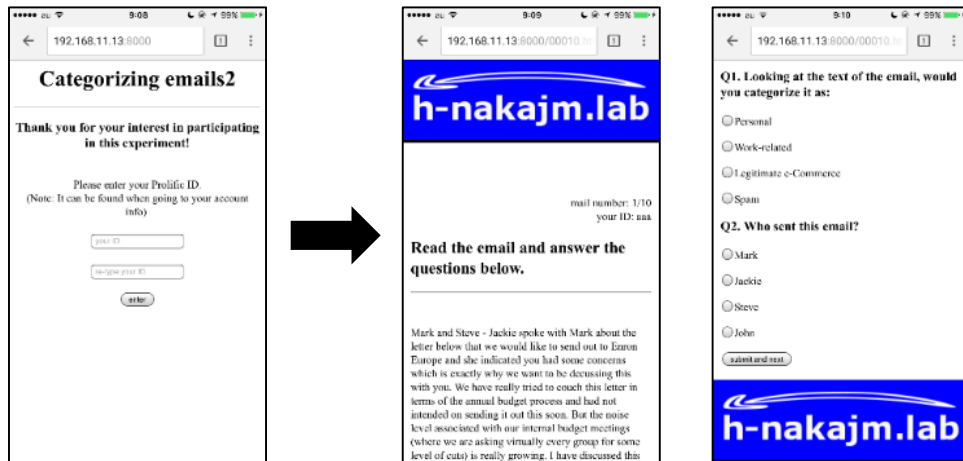 9:08
99%
192.168.11.13:8000
1
Categorizing emails2
Thank you for your interest in participating
in this experiment!
Please enter your Prolific ID.
(Note: It can be found when going to your account
info)
your ID
re-type your ID
enter
9:09
99%
192.168.11.13:8000/00010.
1
h-nakajm.lab
mail number: 1/10
your ID: aaa
Read the email and answer the
questions below.
Mark and Steve - Jackie spoke with Mark about the
letter below that we would like to send out to Enron
Europe and she indicated you had some concerns
which is exactly why we want to be decussing this
with you. We have really tried to couch this letter in
terms of the annual budget process and had not
intended on sending it out this soon. But the noise
level associated with our internal budget meetings
(where we are asking virtually every group for some
level of cuts) is really growing. I have discussed this
9:10
99%
192.168.11.13:8000/00010.
1
Q1. Looking at the text of the email, would
you categorize it as:
Personal
Work-related
Legitimate e-Commerce
Spam
Q2. Who sent this email?
Mark
Jackie
Steve
John
submit and next
h-nakajm.lab